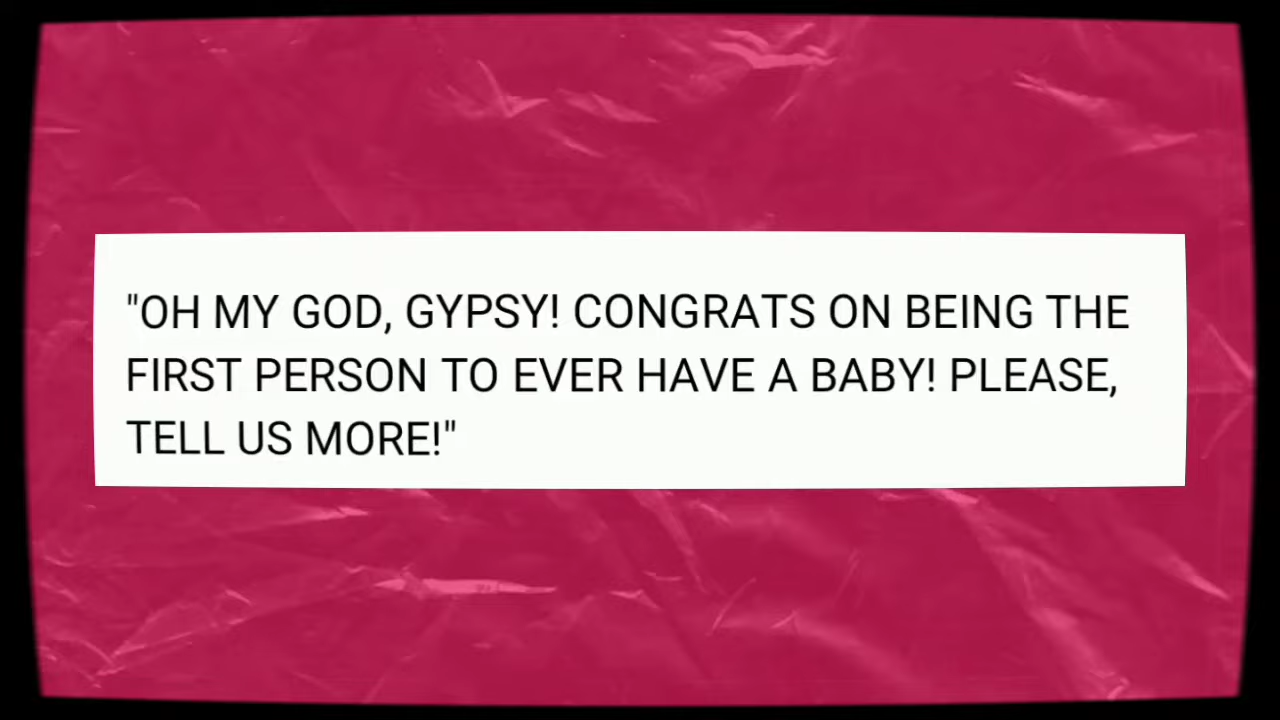 "OH MY GOD, GYPSY! CONGRATS ON BEING THE
FIRST PERSON TO EVER HAVE A BABY! PLEASE,
TELL US MORE!"